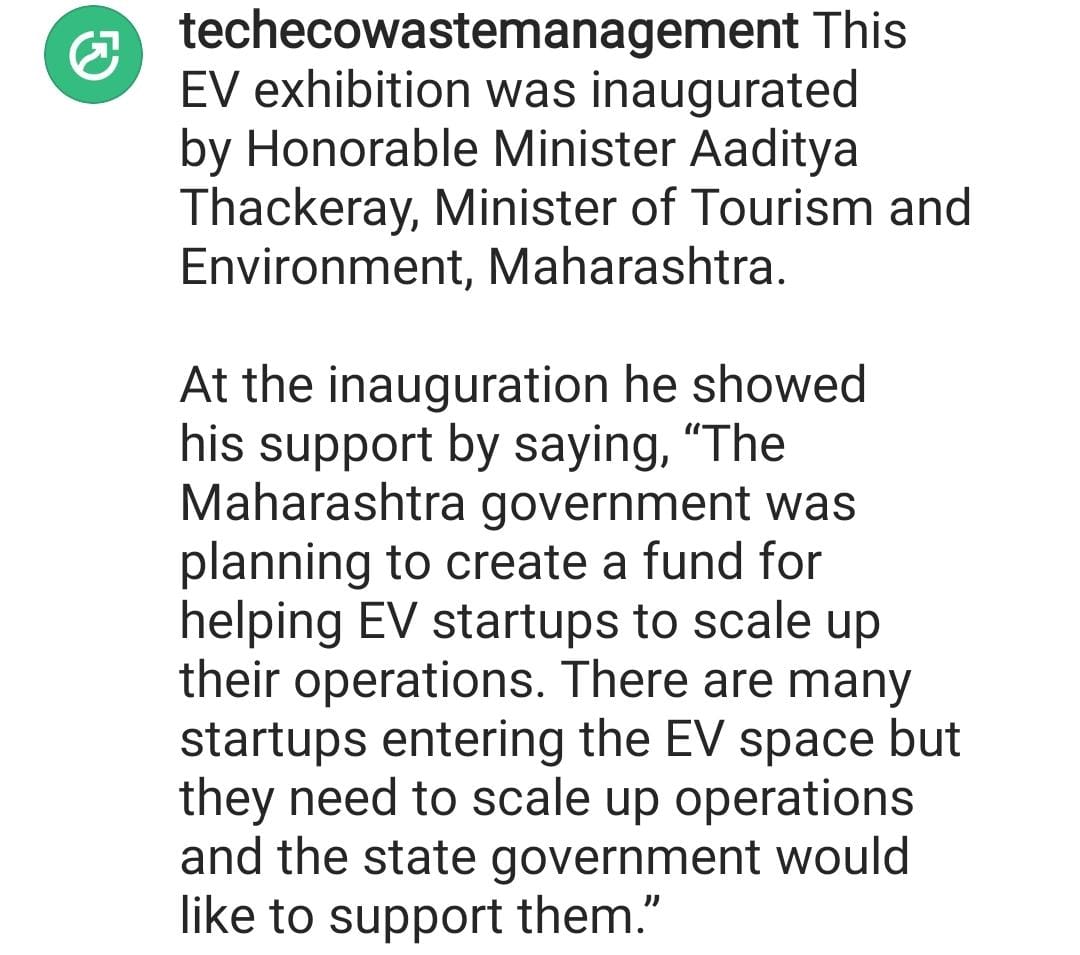 techecowastemanagement This
EV exhibition was inaugurated
by Honorable Minister Aaditya
Thackeray, Minister of Tourism and
Environment, Maharashtra.
At the inauguration he showed
his support by saying, “The
Maharashtra government was
planning to create a fund for
helping EV startups to scale up
their operations. There are many
startups entering the EV space but
they need to scale up operations
and the state government would
like to support them.”